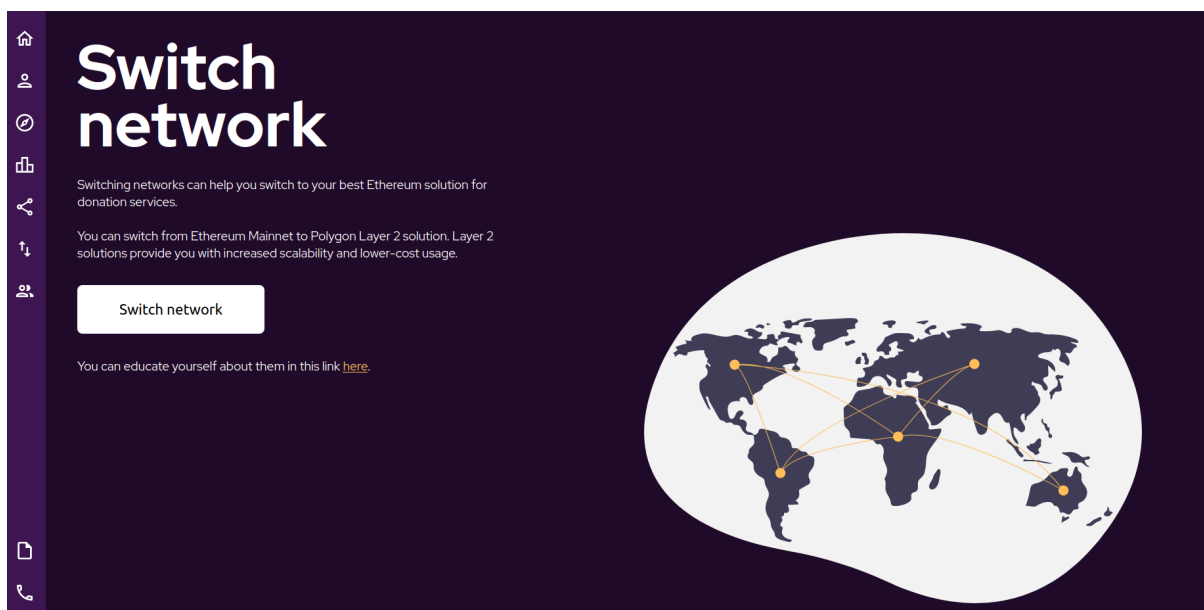 Switch
network
Switching networks can help you switch to your best Ethereum solution for
donation services.
You can switch from Ethereum Mainnet to Polygon Layer 2 solution. Layer 2
solutions provide you with increased scalability and lower-cost usage.
Switch network
You can educate yourself about them in this link here.